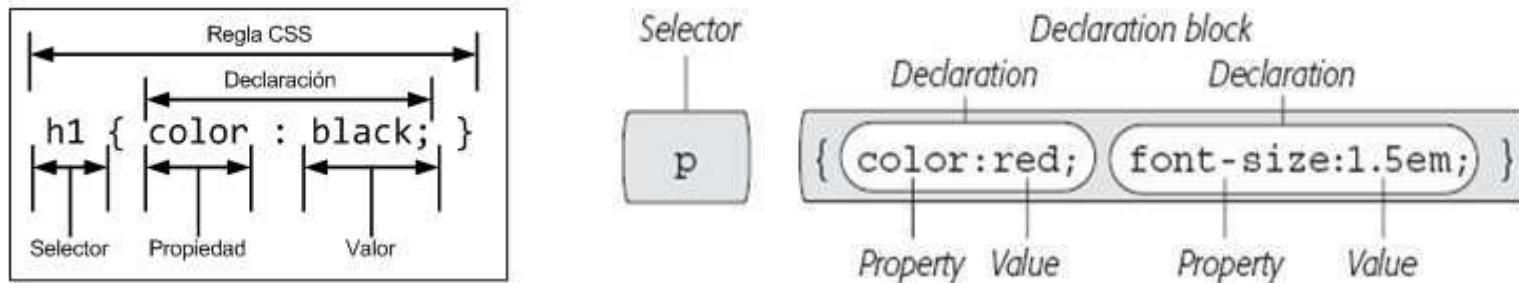 Regla CSS
Declaración
h1 { color : black; }
Selector Propiedad Valor
Selector Declaration block
Declaration Declaration
p { color:red; font-size:1.5em; }
Property Value Property Value